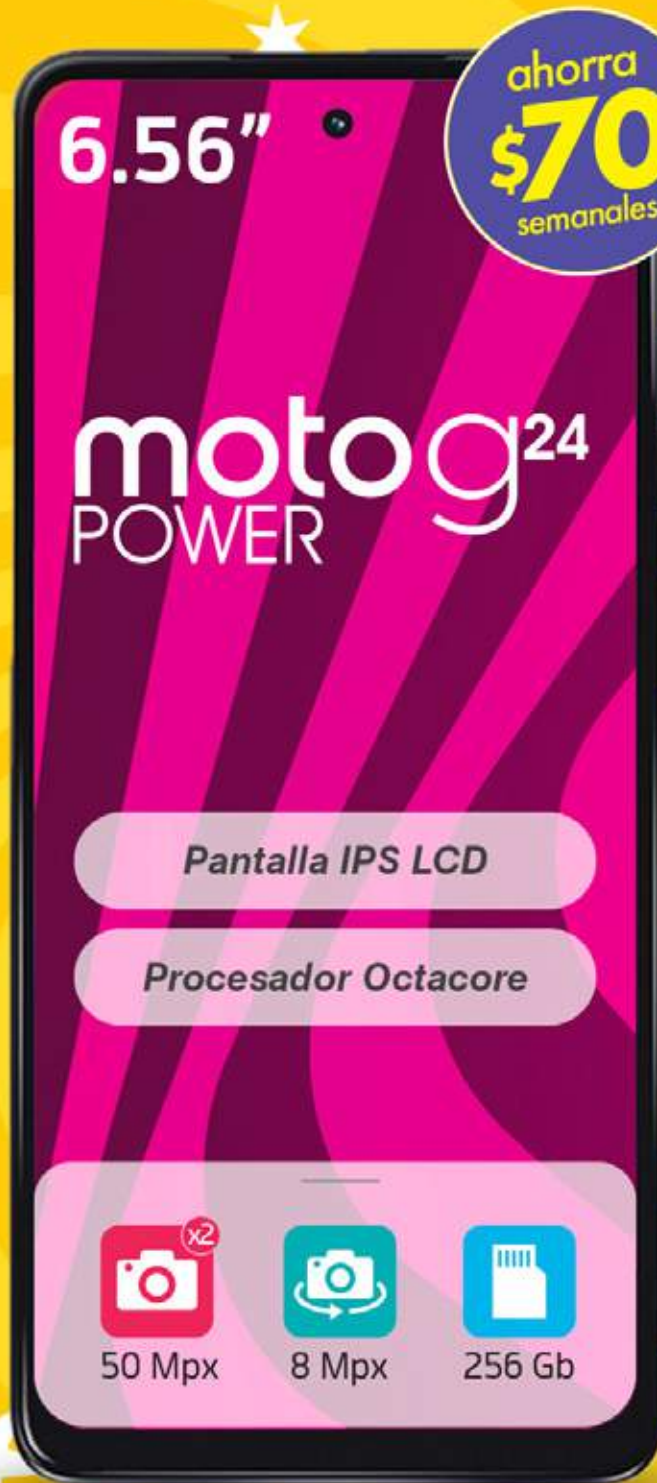 6.56”
ahorra
$70
semanales
moto g24
POWER
Pantalla IPS LCD
Procesador Octacore
x2
50 Mpx
8 Mpx
256 Gb